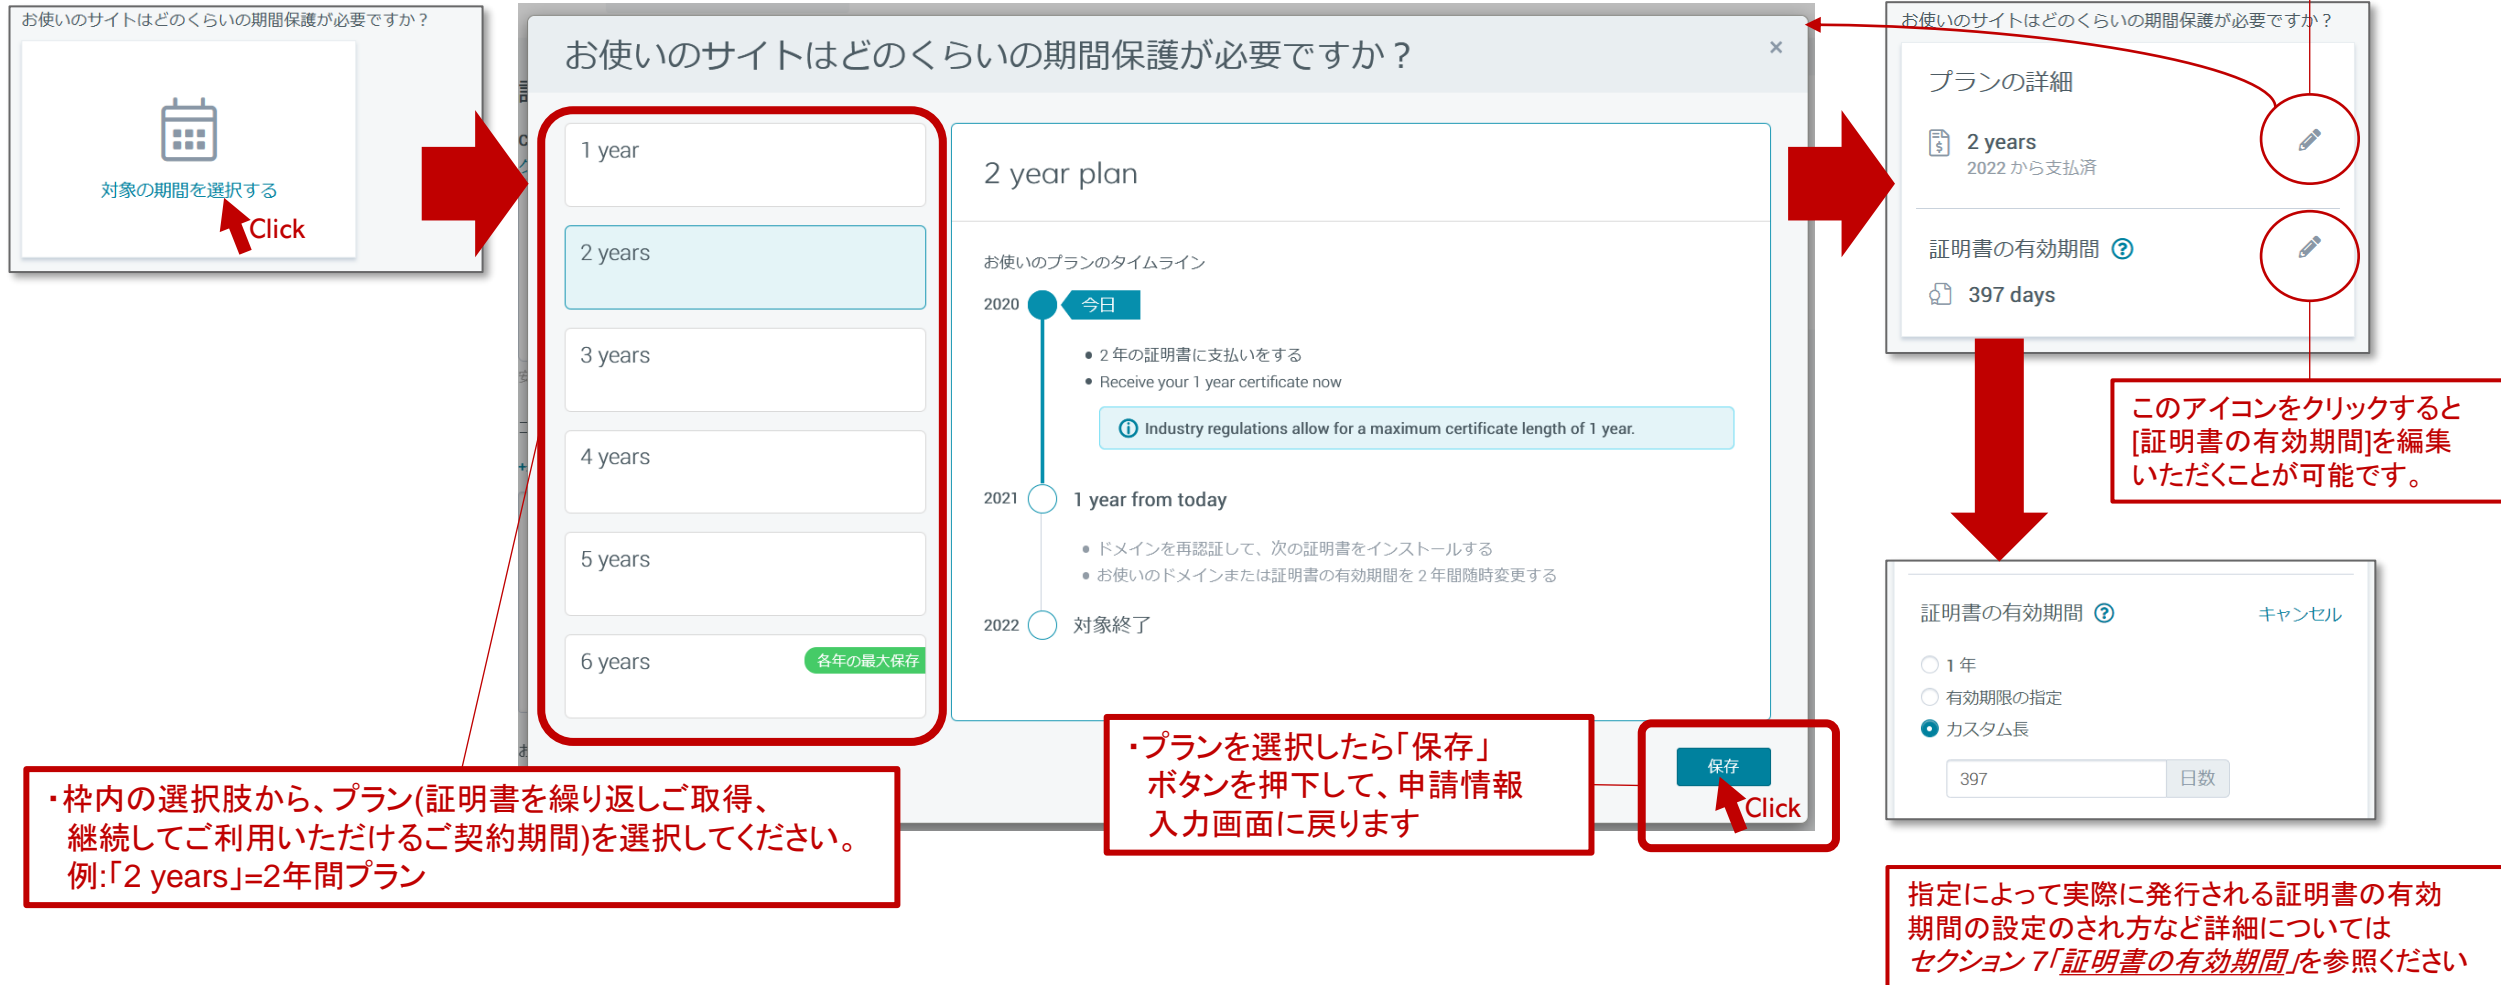 お使いのサイトはどのくらいの期間保護が必要ですか？
対象の期間を選択する
Click
お使いのサイトはどのくらいの期間保護が必要ですか？
×
1 year
2 years
3 years
4 years
5 years
6 years
各年の最大保存
2 year plan
お使いのプランのタイムライン
2020
今日
• 2 年の証明書に支払いをする
• Receive your 1 year certificate now
Industry regulations allow for a maximum certificate length of 1 year.
2021
1 year from today
• ドメインを再認証して、次の証明書をインストールする
• お使いのドメインまたは証明書の有効期間を 2 年間随時変更する
2022
対象終了
保存
Click
・枠内の選択肢から、プラン(証明書を繰り返しご取得、
継続してご利用いただけるご契約期間)を選択してください。
例:「2 years」=2年間プラン
・プランを選択したら「保存」
ボタンを押下して、申請情報
入力画面に戻ります
お使いのサイトはどのくらいの期間保護が必要ですか？
プランの詳細
2 years
2022 から支払済
証明書の有効期間 ?
397 days
このアイコンをクリックすると
[証明書の有効期間]を編集
いただくことが可能です。
証明書の有効期間 ?
キャンセル
1 年
有効期限の指定
カスタム長
397
日数
指定によって実際に発行される証明書の有効
期間の設定のされ方など詳細については
セクション 7「証明書の有効期間」を参照ください